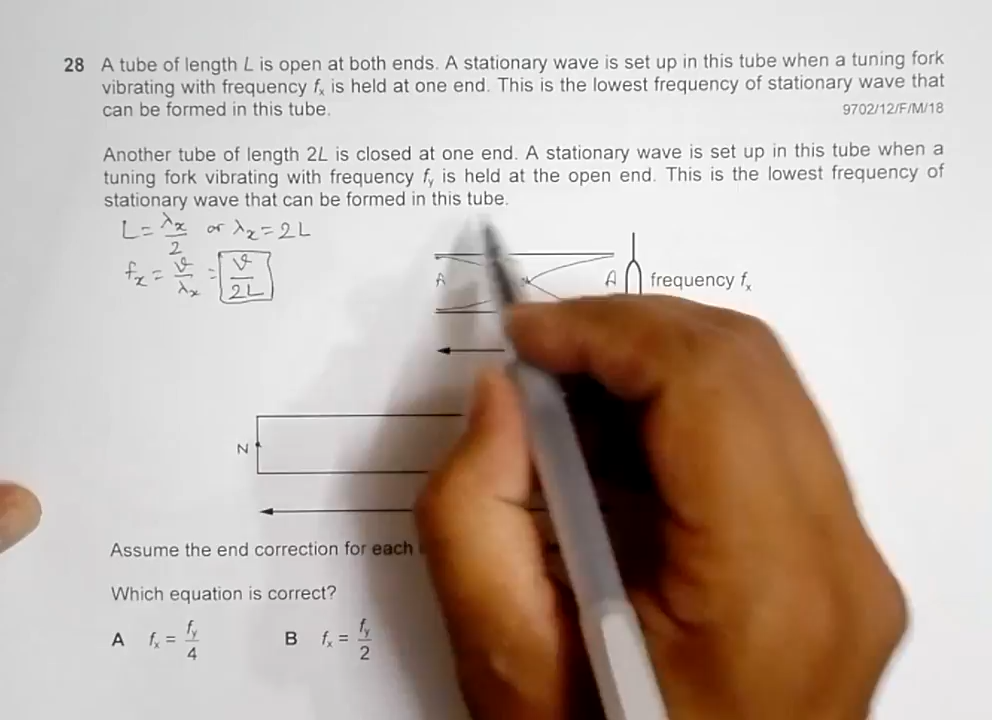 28 A tube of length L is open at both ends. A stationary wave is set up in this tube when a tuning fork
vibrating with frequency fₓ is held at one end. This is the lowest frequency of stationary wave that
can be formed in this tube.
9702/12/F/M/18
Another tube of length 2L is closed at one end. A stationary wave is set up in this tube when a
tuning fork vibrating with frequency f_y is held at the open end. This is the lowest frequency of
stationary wave that can be formed in this tube.
L = λx/2 or λx = 2L
fx = v/λx = v/2L
A A frequency fₓ
N
Assume the end correction for each
Which equation is correct?
A fₓ = f_y/4 B fₓ = f_y/2